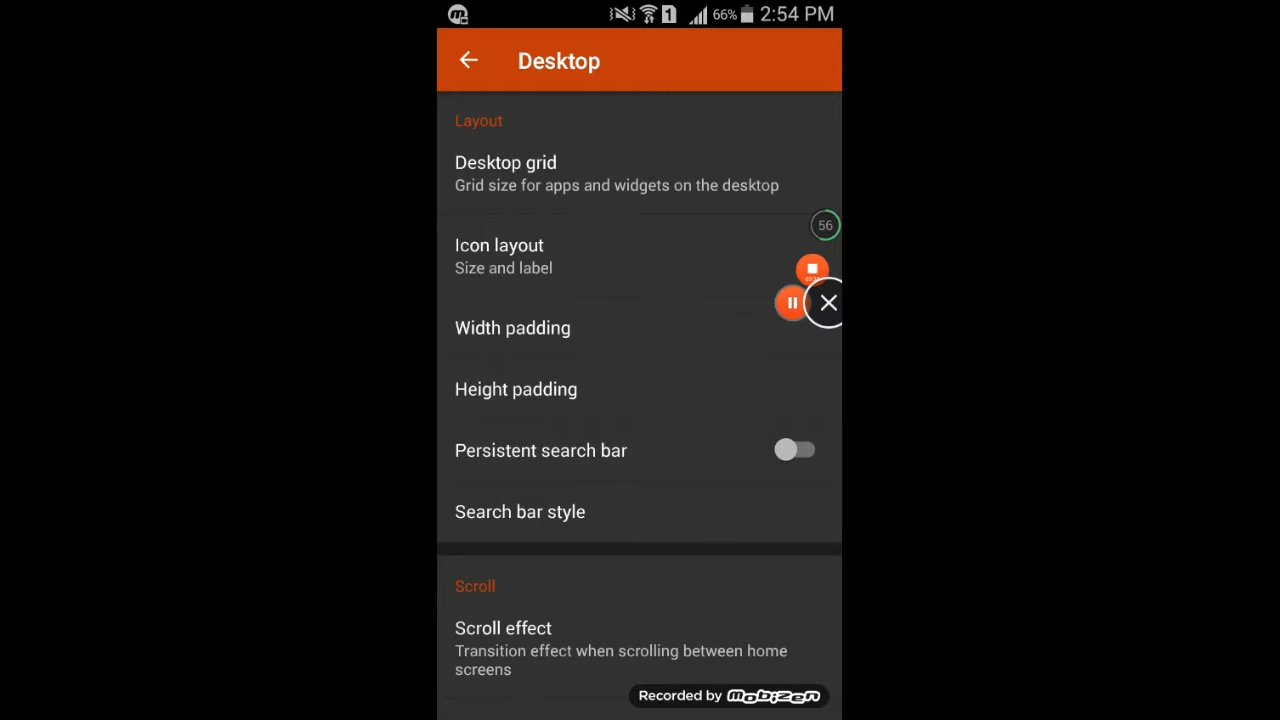 1 66% 2:54 PM
Desktop
Layout
Desktop grid
Grid size for apps and widgets on the desktop
56
Icon layout
Size and label
Width padding
Height padding
Persistent search bar
Search bar style
Scroll
Scroll effect
Transition effect when scrolling between home
screens
Recorded by mobizen